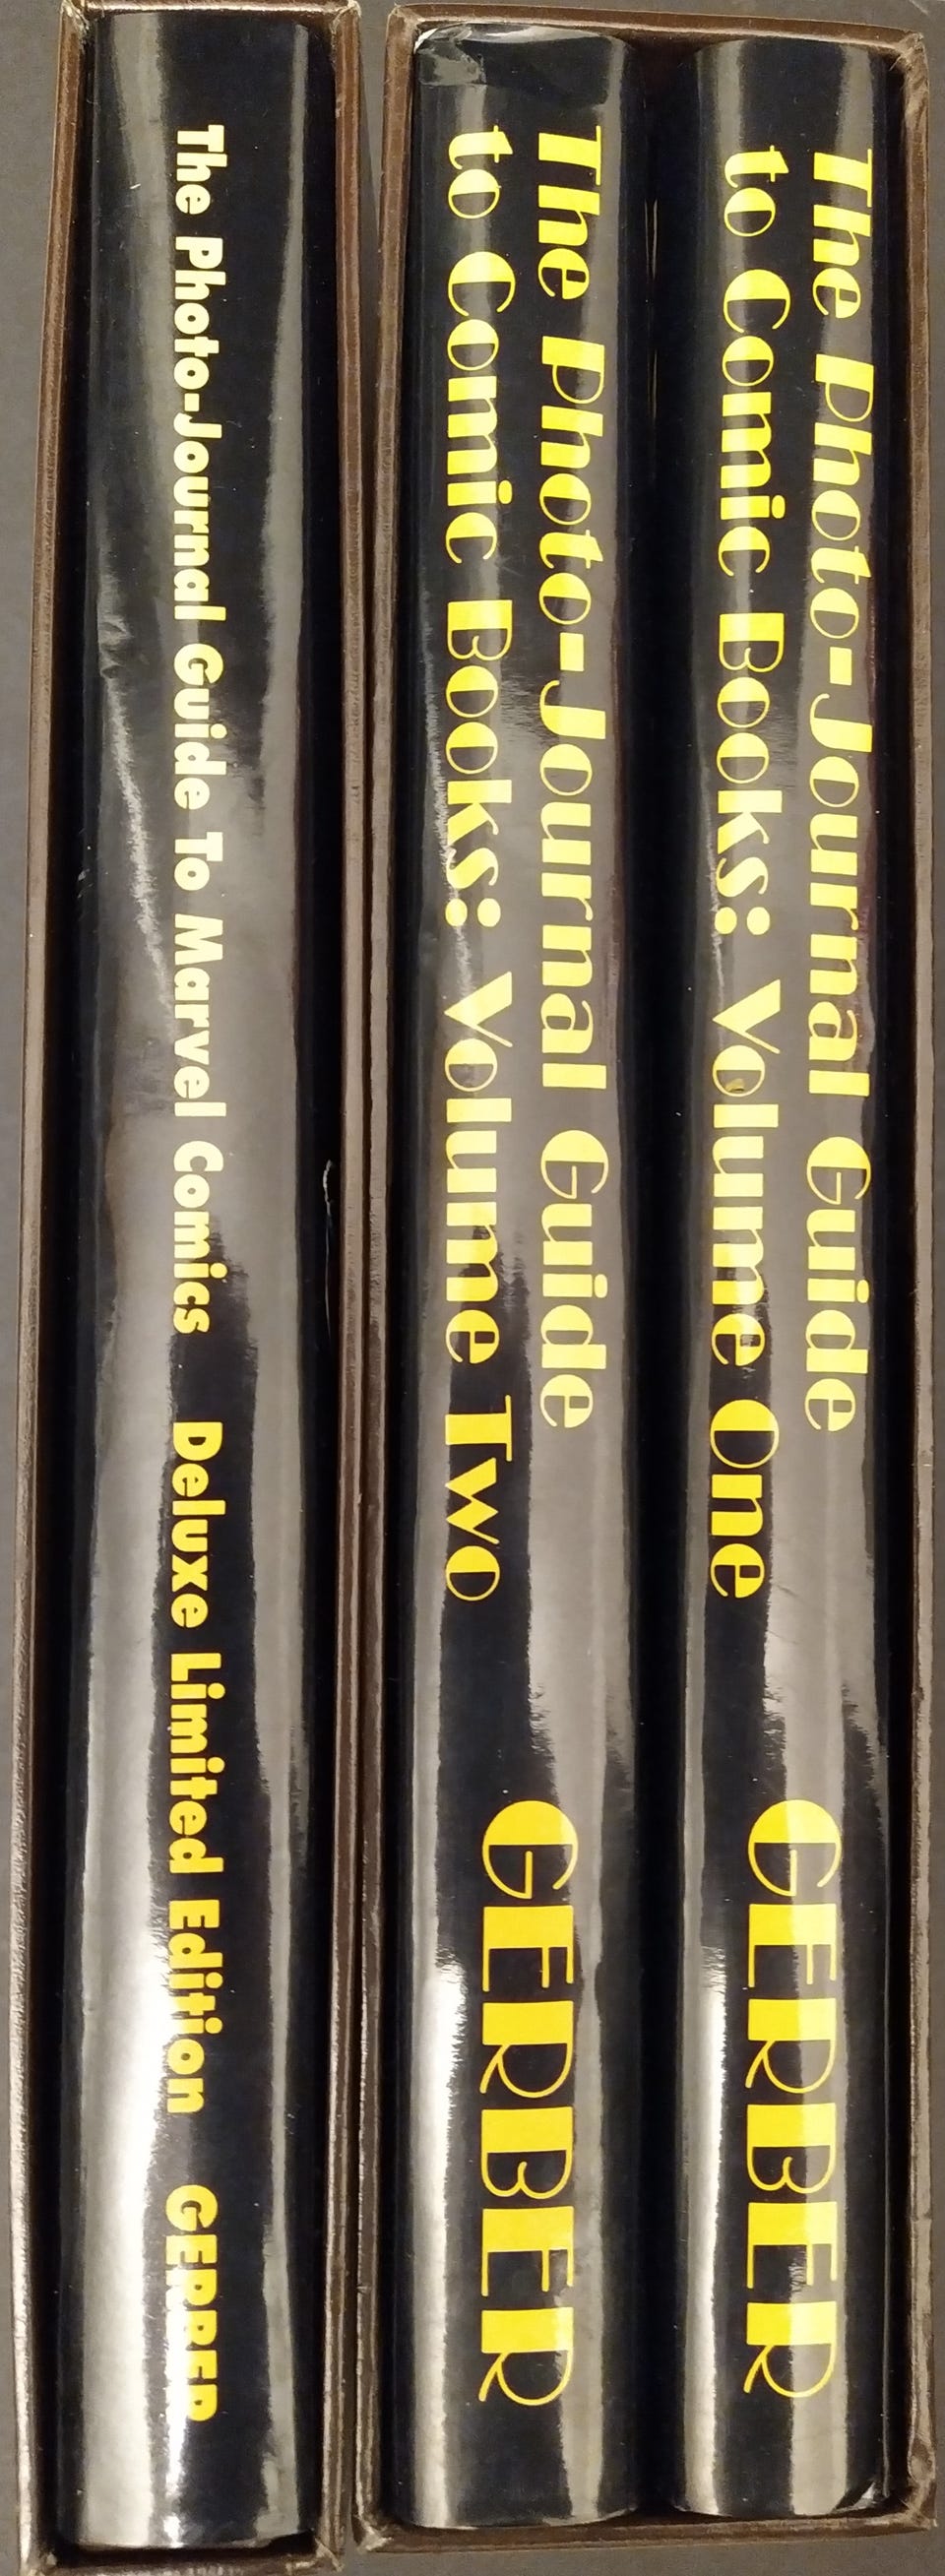 The Photo-Journal Guide To Marvel Comics Deluxe Limited Edition GERBER
The Photo-Journal Guide
to Comic Books: Volume Two
GERBER
The Photo-Journal Guide
to Comic Books: Volume One
GERBER